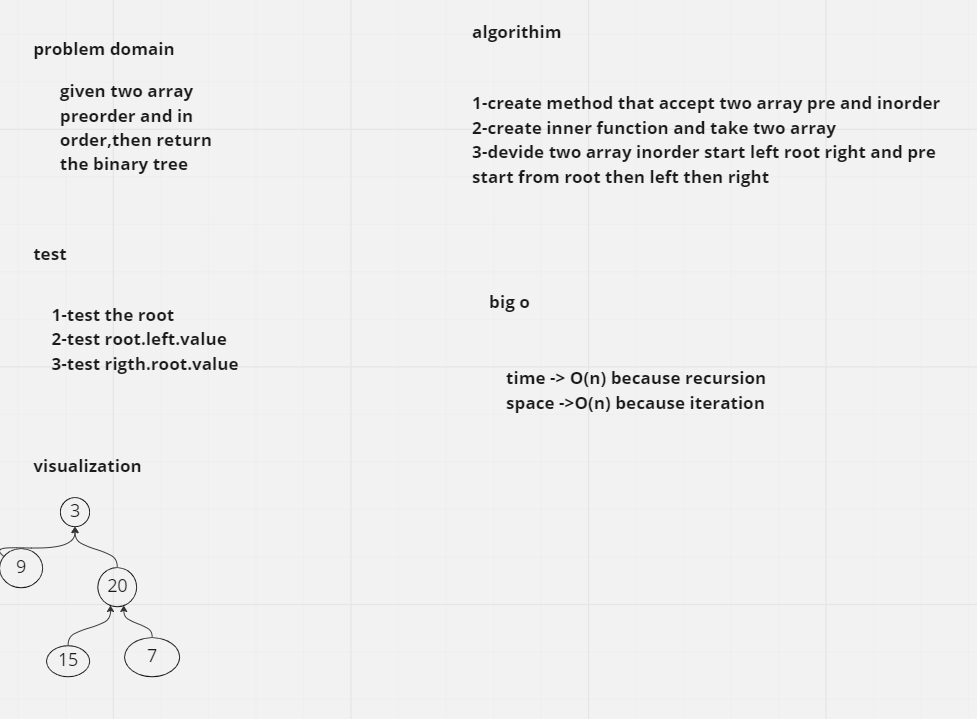 problem domain
given two array
preorder and in
order,then return
the binary tree
test
1-test the root
2-test root.left.value
3-test rigth.root.value
visualization
3
9
20
15
7
algorithim
1-create method that accept two array pre and inorder
2-create inner function and take two array
3-devide two array inorder start left root right and pre
start from root then left then right
big o
time -> O(n) because recursion
space ->O(n) because iteration